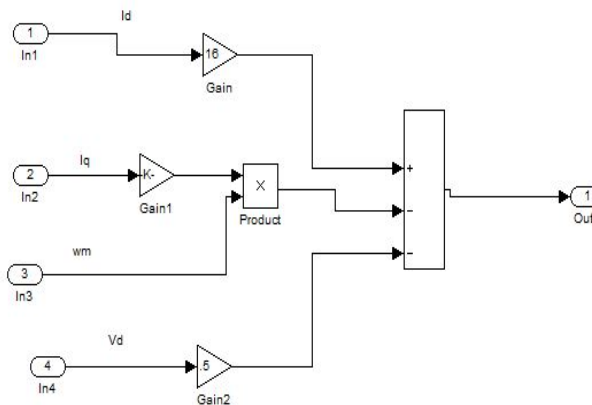 1
Id
In1
16
Gain
2
Iq
In2
K-
Gain1
X
Product
+
−
−
1
Out
3
wm
In3
4
Vd
In4
.5
Gain2